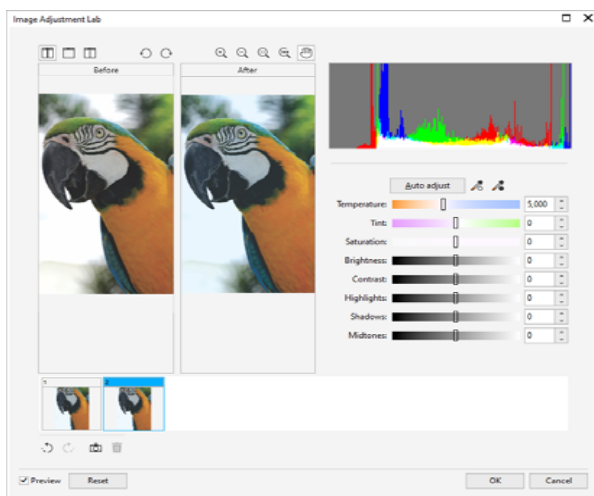 Image Adjustment Lab
Before
After
Auto adjust
Temperature: 5,000
Tint: 0
Saturation: 0
Brightness: 0
Contrast: 0
Highlights: 0
Shadows: 0
Midtones: 0
1
2
Preview
Reset
OK
Cancel